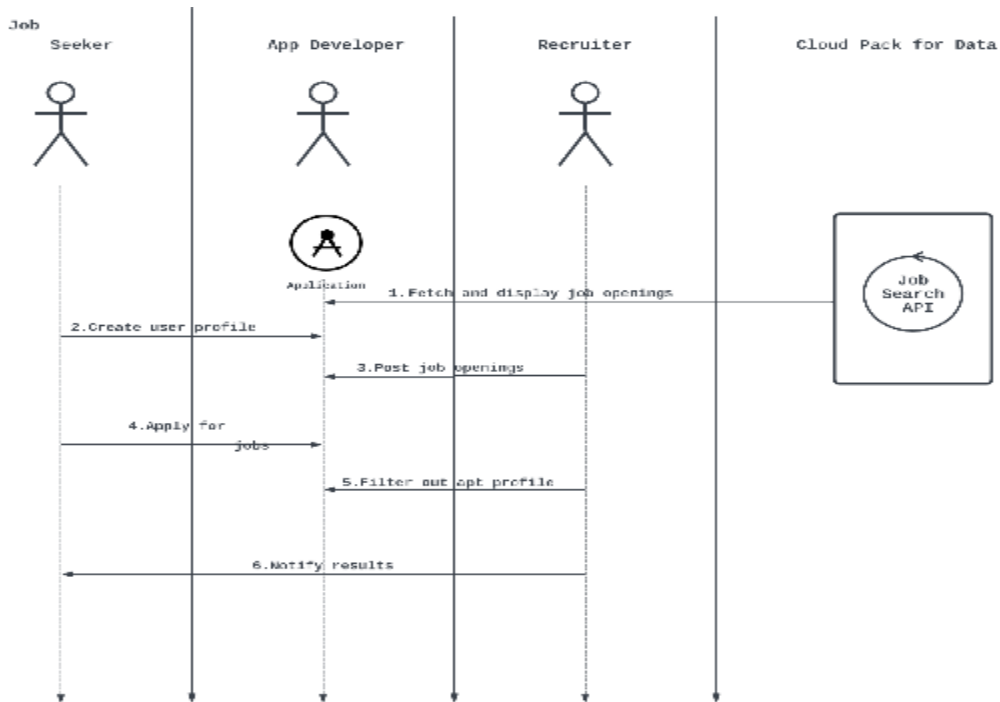 Job
Seeker
App Developer
Recruiter
Cloud Pack for Data
Application
Job
Search
API
1.Fetch and display job openings
2.Create user profile
3.Post job openings
4.Apply for
jobs
5.Filter out apt profile
6.Notify results